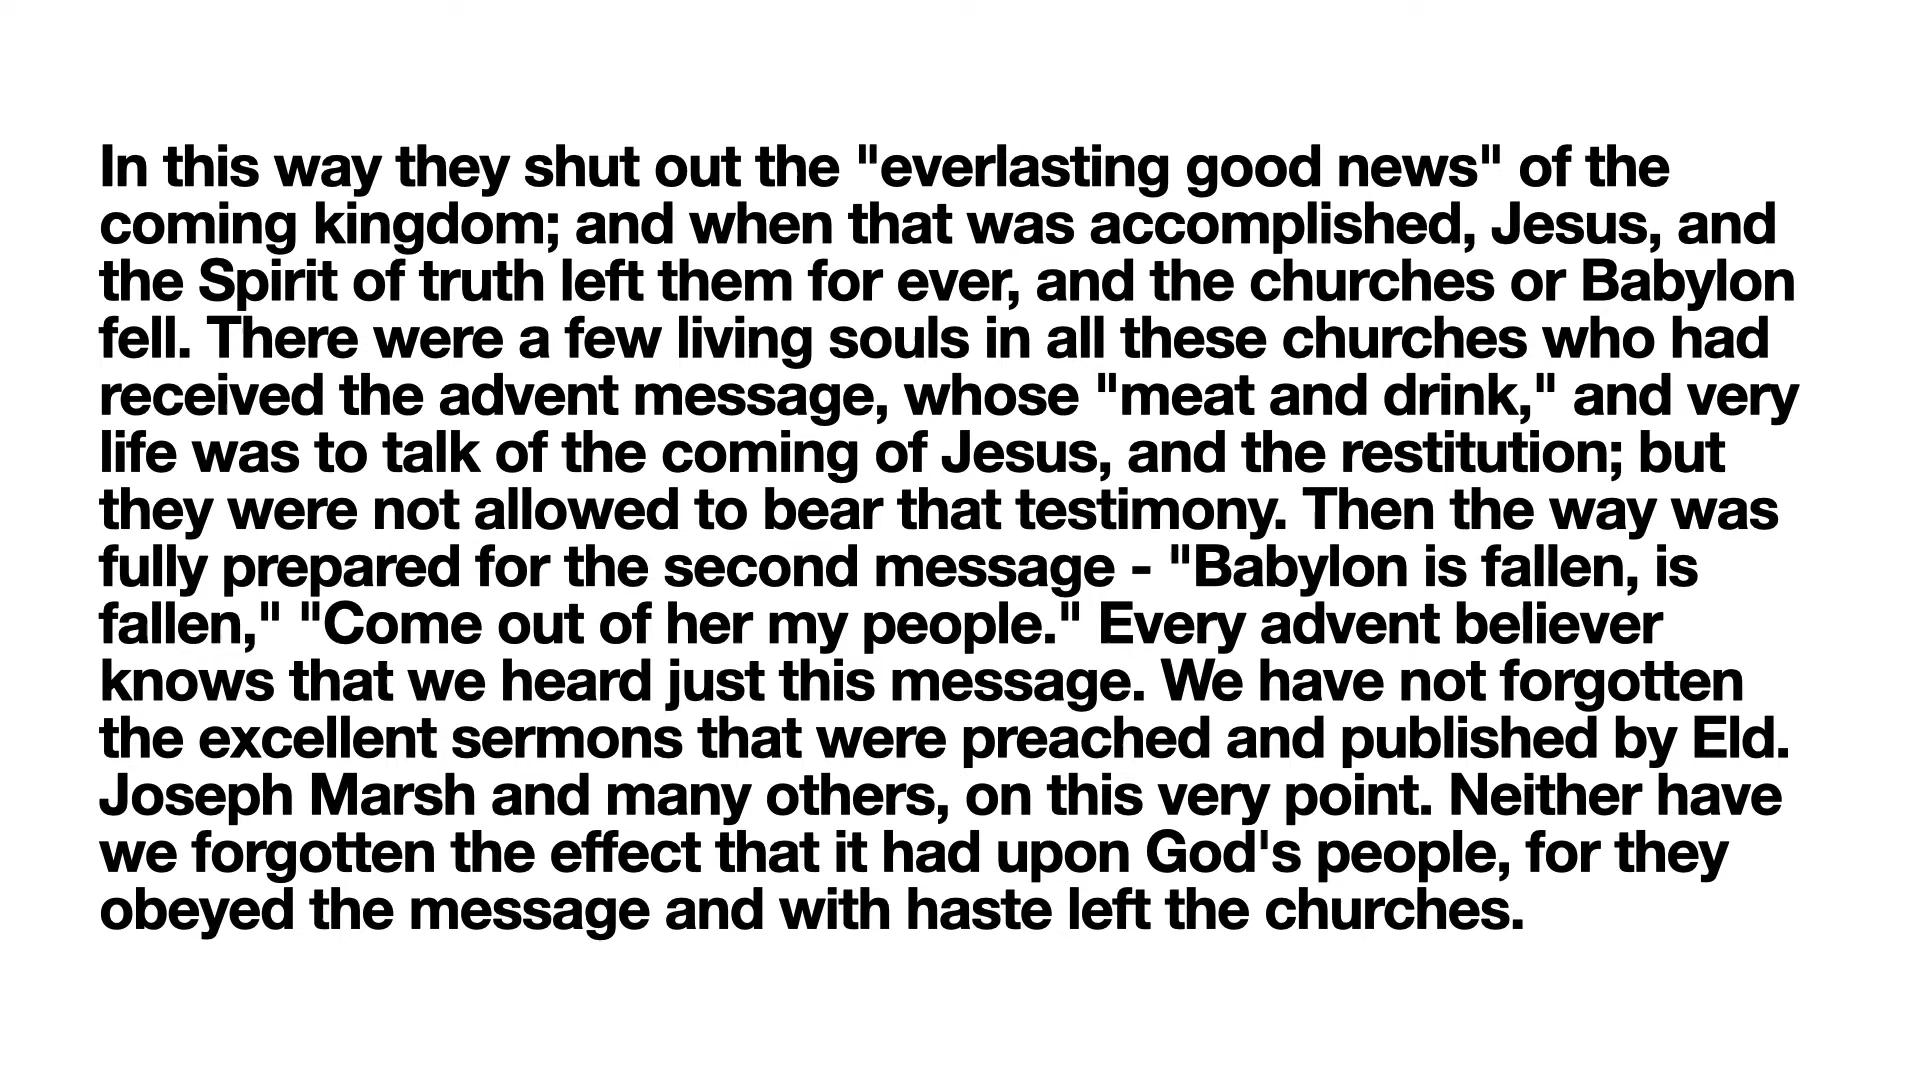 In this way they shut out the "everlasting good news" of the
coming kingdom; and when that was accomplished, Jesus, and
the Spirit of truth left them for ever, and the churches or Babylon
fell. There were a few living souls in all these churches who had
received the advent message, whose "meat and drink," and very
life was to talk of the coming of Jesus, and the restitution; but
they were not allowed to bear that testimony. Then the way was
fully prepared for the second message - "Babylon is fallen, is
fallen," "Come out of her my people." Every advent believer
knows that we heard just this message. We have not forgotten
the excellent sermons that were preached and published by Eld.
Joseph Marsh and many others, on this very point. Neither have
we forgotten the effect that it had upon God's people, for they
obeyed the message and with haste left the churches.